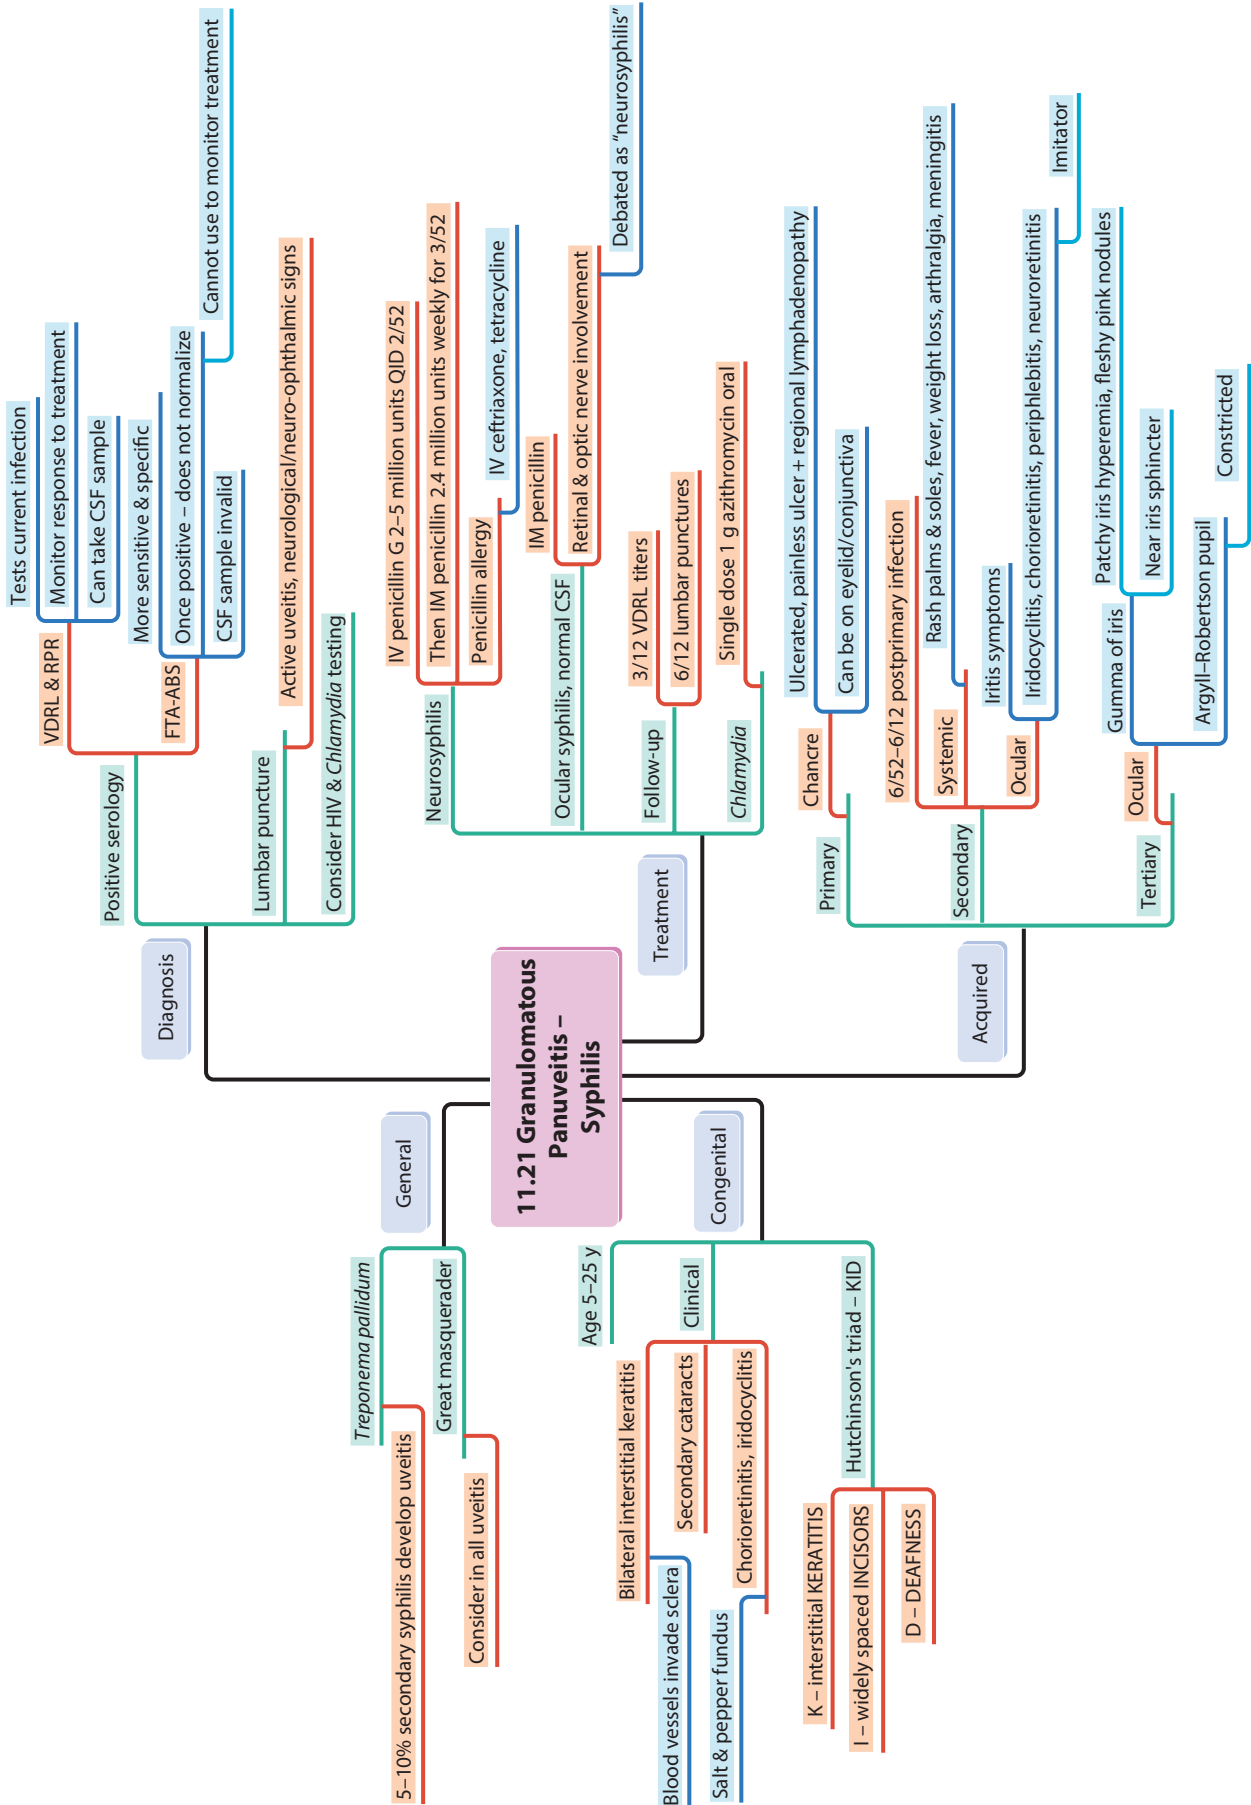 11.21 Granulomatous
Panuveitis –
Syphilis
General
Treponema pallidum
5–10% secondary syphilis develop uveitis
Great masquerader
Consider in all uveitis
Congenital
Age 5–25 y
Clinical
Bilateral interstitial keratitis
Blood vessels invade sclera
Secondary cataracts
Chorioretinitis, iridocyclitis
Salt & pepper fundus
Hutchinson's triad – KID
K – interstitial KERATITIS
I – widely spaced INCISORS
D – DEAFNESS
Diagnosis
Positive serology
VDRL & RPR
Tests current infection
Monitor response to treatment
Can take CSF sample
FTA-ABS
More sensitive & specific
Once positive – does not normalize
Cannot use to monitor treatment
CSF sample invalid
Lumbar puncture
Active uveitis, neurological/neuro-ophthalmic signs
Consider HIV & Chlamydia testing
Treatment
Neurosyphilis
IV penicillin G 2–5 million units QID 2/52
Then IM penicillin 2.4 million units weekly for 3/52
Penicillin allergy
IV ceftriaxone, tetracycline
Ocular syphilis, normal CSF
IM penicillin
Retinal & optic nerve involvement
Debated as “neurosyphilis”
Follow-up
3/12 VDRL titers
6/12 lumbar punctures
Chlamydia
Single dose 1 g azithromycin oral
Acquired
Primary
Chancre
Ulcerated, painless ulcer + regional lymphadenopathy
Can be on eyelid/conjunctiva
Secondary
6/52–6/12 postprimary infection
Systemic
Rash palms & soles, fever, weight loss, arthralgia, meningitis
Ocular
Iritis symptoms
Iridocyclitis, chorioretinitis, periphlebitis, neuroretinitis
Imitator
Tertiary
Ocular
Gumma of iris
Patchy iris hyperemia, fleshy pink nodules
Near iris sphincter
Argyll–Robertson pupil
Constricted